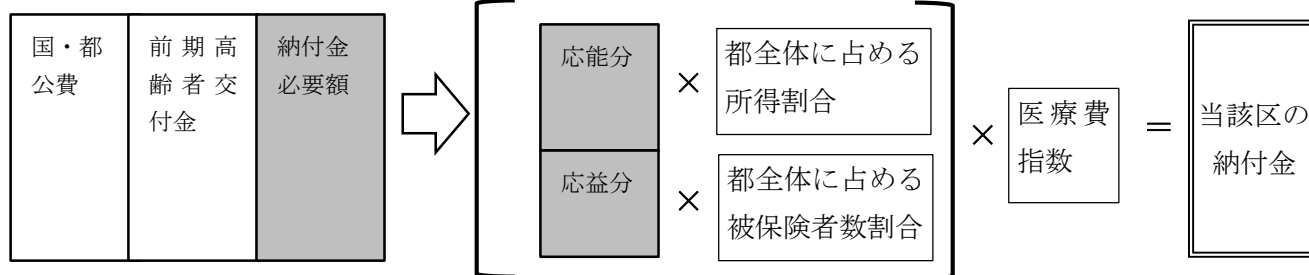 国・都
公費
前期高
齢者交
付金
納付金
必要額
応能分
×
都全体に占める
所得割合
応益分
×
都全体に占める
被保険者数割合
×
医療費
指数
=
当該区の
納付金